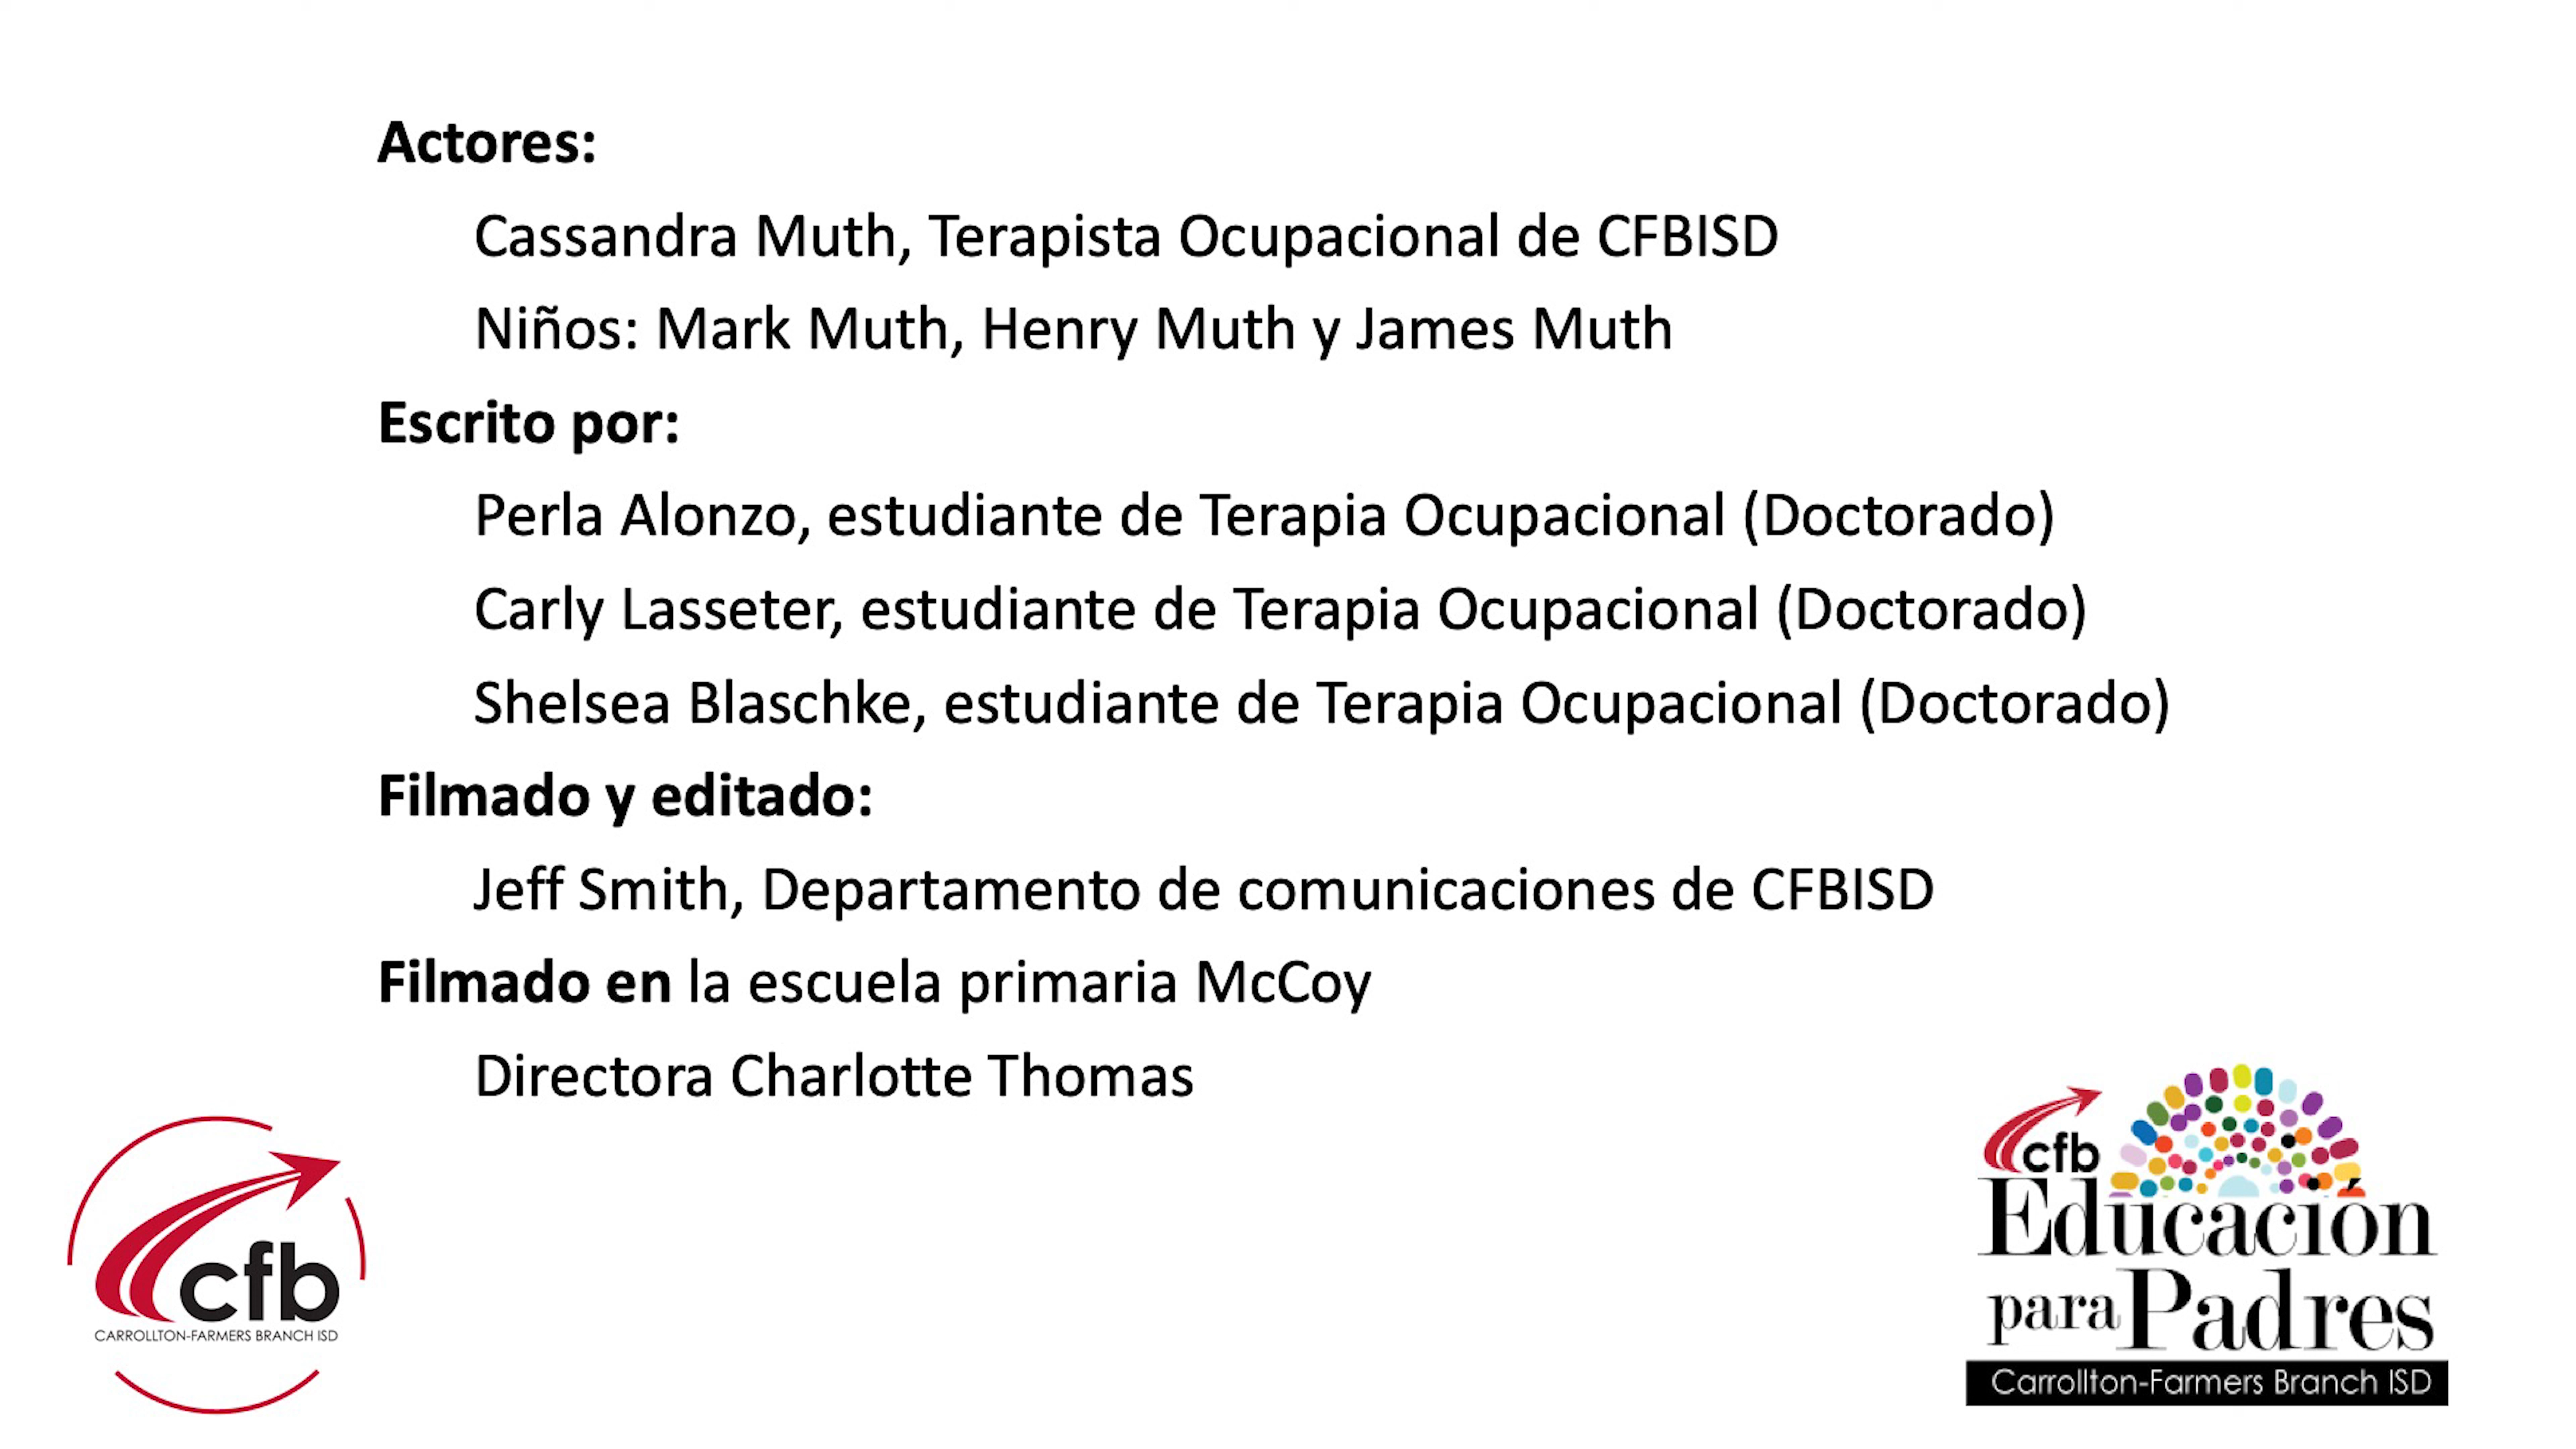 Actores:
Cassandra Muth, Terapista Ocupacional de CFBISD
Niños: Mark Muth, Henry Muth y James Muth
Escrito por:
Perla Alonzo, estudiante de Terapia Ocupacional (Doctorado)
Carly Lasseter, estudiante de Terapia Ocupacional (Doctorado)
Shelsea Blaschke, estudiante de Terapia Ocupacional (Doctorado)
Filmado y editado:
Jeff Smith, Departamento de comunicaciones de CFBISD
Filmado en la escuela primaria McCoy
Directora Charlotte Thomas
cfb
CARROLLTON-FARMERS BRANCH ISD
cfb
Educación
para Padres
Carrollton-Farmers Branch ISD